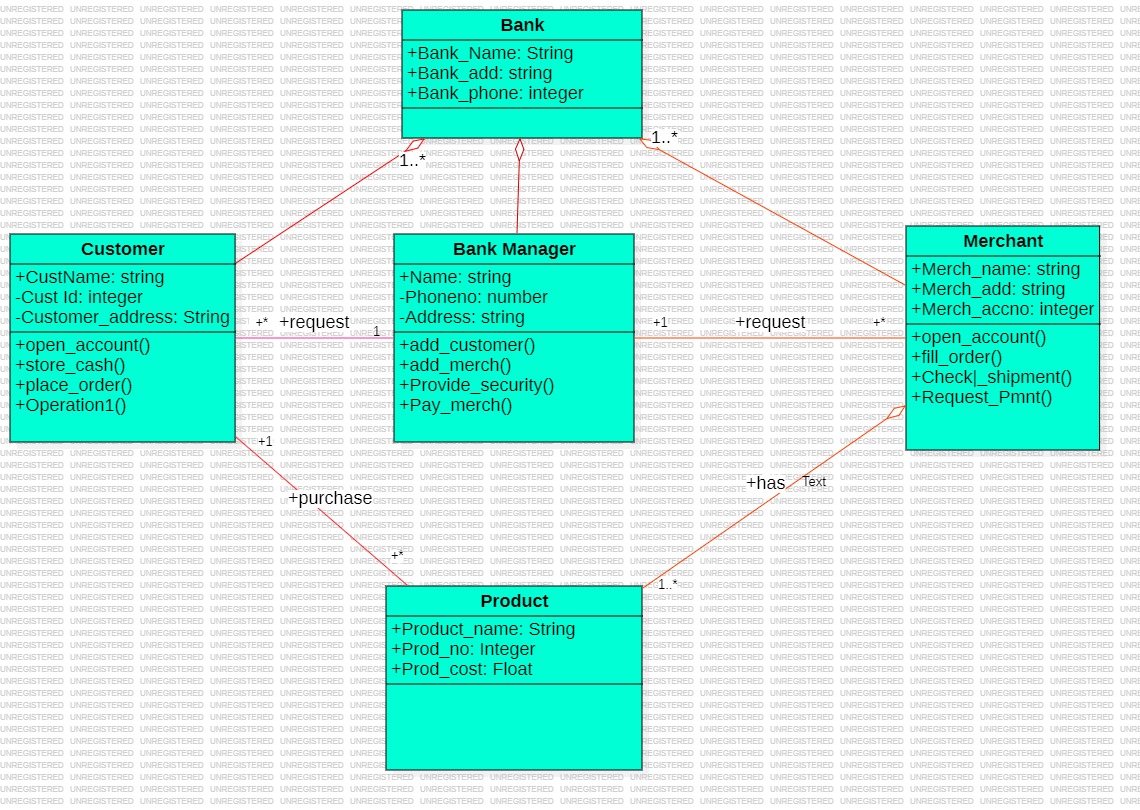 Bank
+Bank_Name: String
+Bank_add: string
+Bank_phone: integer
1..*
1..*
Customer
+CustName: string
-Cust Id: integer
-Customer_address: String
+open_account()
+store_cash()
+place_order()
+Operation1()
+*
+request
1
Bank Manager
+Name: string
-Phoneno: number
-Address: string
+add_customer()
+add_merch()
+Provide_security()
+Pay_merch()
+1
+request
+*
Merchant
+Merch_name: string
+Merch_add: string
+Merch_accno: integer
+open_account()
+fill_order()
+Check|_shipment()
+Request_Pmnt()
+1
+purchase
+*
+has
Text
1..*
Product
+Product_name: String
+Prod_no: Integer
+Prod_cost: Float
UNREGISTERED